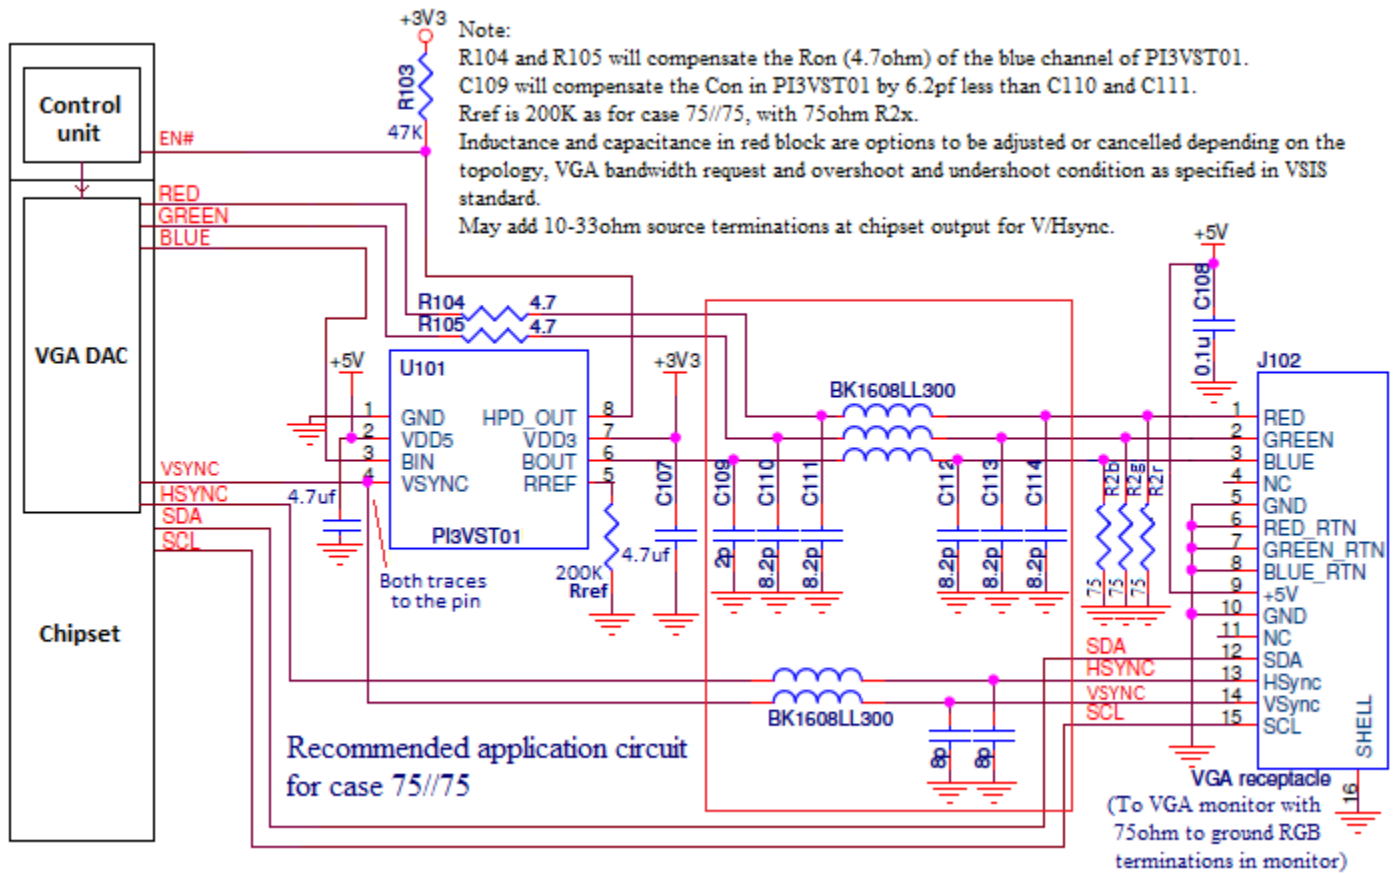 +3V3
Note:
R104 and R105 will compensate the Ron (4.7ohm) of the blue channel of PI3VST01.
C109 will compensate the Con in PI3VST01 by 6.2pf less than C110 and C111.
Rref is 200K as for case 75//75, with 75ohm R2x.
Inductance and capacitance in red block are options to be adjusted or cancelled depending on the
topology, VGA bandwidth request and overshoot and undershoot condition as specified in VSIS
standard.
May add 10-33ohm source terminations at chipset output for V/Hsync.
R103
47K
Control
unit
EN#
RED
GREEN
BLUE
VGA DAC
VSYNC
HSYNC
SDA
SCL
Chipset
R104 4.7
R105 4.7
+5V
U101
+3V3
1 GND HPD_OUT 8
2 VDD5 VDD3 7
3 BIN BOUT 6
4 VSYNC RREF 5
PI3VST01
4.7uf
Both traces
to the pin
200K
Rref
4.7uf
C107
BK1608LL300
C109
C110
C111
C112
C113
C114
2p
8.2p
8.2p
8.2p
8.2p
8.2p
R2b
R2g
R2r
75
75
75
+5V
C108
0.1u
J102
1 RED
2 GREEN
3 BLUE
4 NC
5 GND
6 RED_RTN
7 GREEN_RTN
8 BLUE_RTN
9 +5V
10 GND
11 NC
12 SDA
13 HSync
14 VSync
15 SCL
SHELL
16
SDA
HSYNC
VSYNC
SCL
BK1608LL300
8p
8p
Recommended application circuit
for case 75//75
VGA receptacle
(To VGA monitor with
75ohm to ground RGB
terminations in monitor)